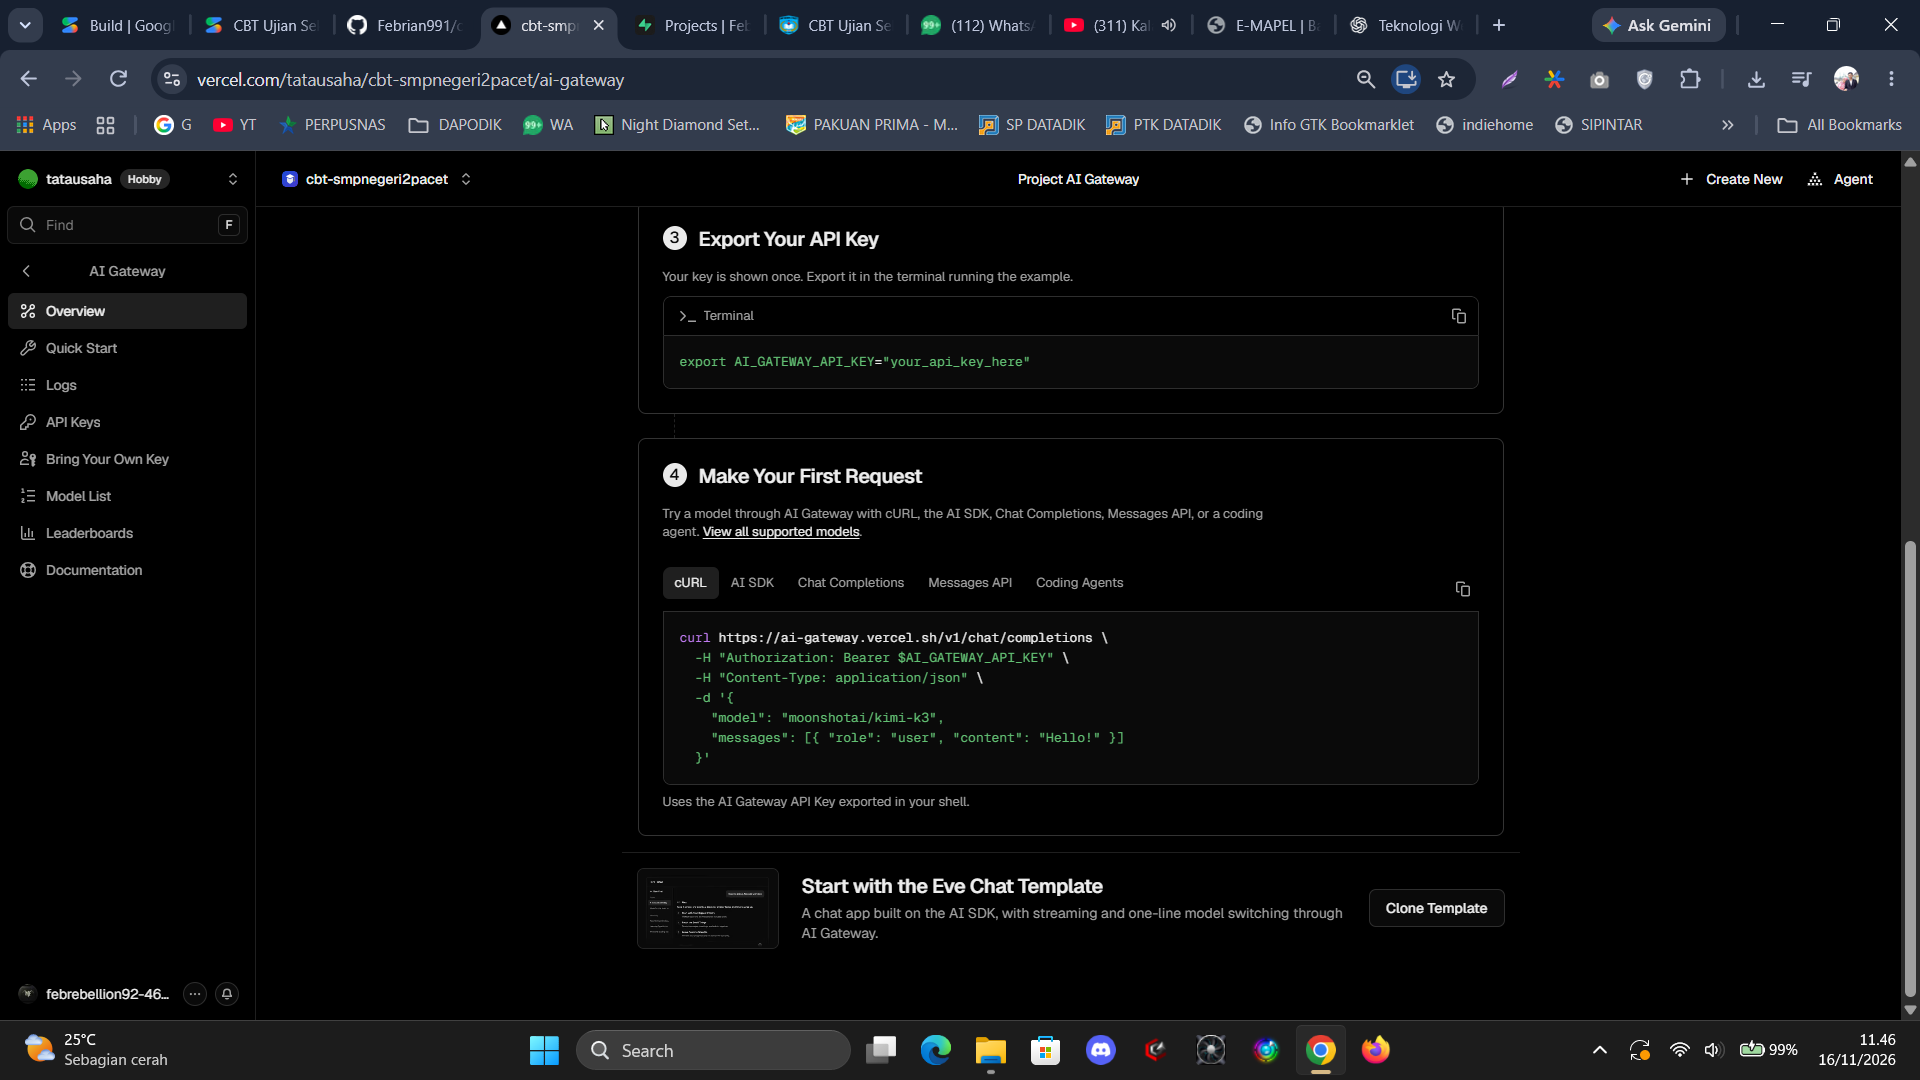 Build | Goog
CBT Ujian Se
Febrian991/c
cbt-smp
Projects | Feb
CBT Ujian Se
(112) Whats
(311) Kal
E-MAPEL | B
Teknologi W
Ask Gemini
vercel.com/tatausaha/cbt-smpnegeri2pacet/ai-gateway
Apps
G
YT
PERPUSNAS
DAPODIK
99+
WA
Night Diamond Set...
PAKUAN PRIMA - M...
SP DATADIK
PTK DATADIK
Info GTK Bookmarklet
indiehome
SIPINTAR
All Bookmarks
tatausaha
Hobby
cbt-smpnegeri2pacet
Project AI Gateway
Create New
Agent
Find
F
AI Gateway
Overview
Quick Start
Logs
API Keys
Bring Your Own Key
Model List
Leaderboards
Documentation
febrebellion92-46...
3 Export Your API Key
Your key is shown once. Export it in the terminal running the example.
Terminal
export AI_GATEWAY_API_KEY="your_api_key_here"
4 Make Your First Request
Try a model through AI Gateway with cURL, the AI SDK, Chat Completions, Messages API, or a coding
agent. View all supported models.
cURL
AI SDK
Chat Completions
Messages API
Coding Agents
curl https://ai-gateway.vercel.sh/v1/chat/completions \
-H "Authorization: Bearer $AI_GATEWAY_API_KEY" \
-H "Content-Type: application/json" \
-d '{
"model": "moonshotai/kimi-k3",
"messages": [{ "role": "user", "content": "Hello!" }]
}'
Uses the AI Gateway API Key exported in your shell.
Start with the Eve Chat Template
A chat app built on the AI SDK, with streaming and one-line model switching through
AI Gateway.
Clone Template
25°C
Sebagian cerah
Search
99%
11.46
16/11/2026